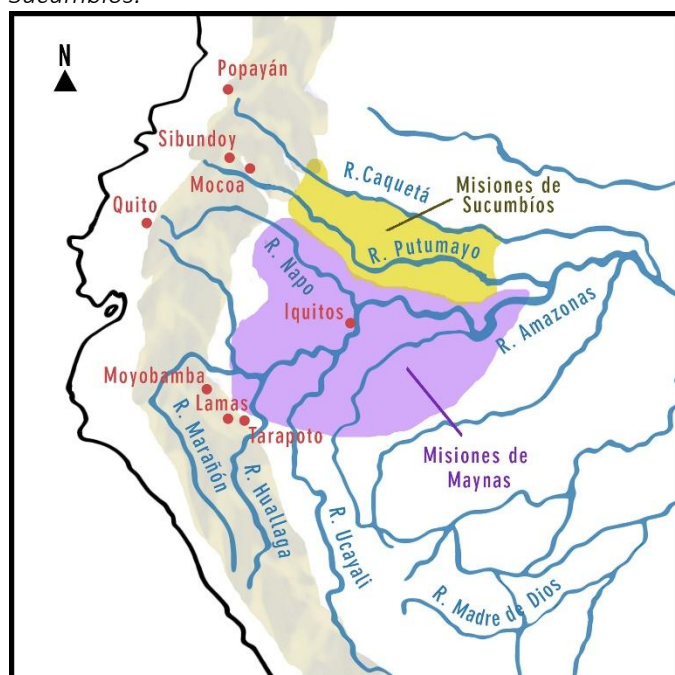 Sucumbíos.
N
Popayán
Sibundoy
Mocoa
Quito
R. Caquetá
Misiones de
Sucumbíos
R. Putumayo
R. Napo
Iquitos
R. Amazonas
Moyobamba
Lamas
Tarapoto
R. Marañón
R. Huallaga
R. Ucayali
Misiones de
Maynas
R. Madre de Dios